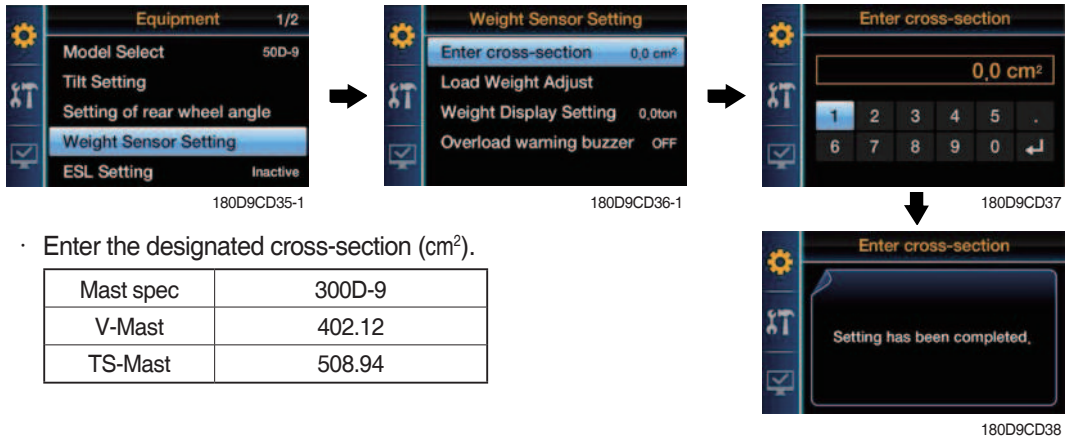 Equipment 1/2
Model Select 50D-9
Tilt Setting
Setting of rear wheel angle
Weight Sensor Setting
ESL Setting Inactive
180D9CD35-1
Weight Sensor Setting
Enter cross-section 0,0 cm²
Load Weight Adjust
Weight Display Setting 0,0ton
Overload warning buzzer OFF
180D9CD36-1
Enter cross-section
0,0 cm²
1 2 3 4 5 .
6 7 8 9 0 ↵
180D9CD37
Enter cross-section
Setting has been completed,
180D9CD38
· Enter the designated cross-section (cm²).
Mast spec 300D-9
V-Mast 402.12
TS-Mast 508.94